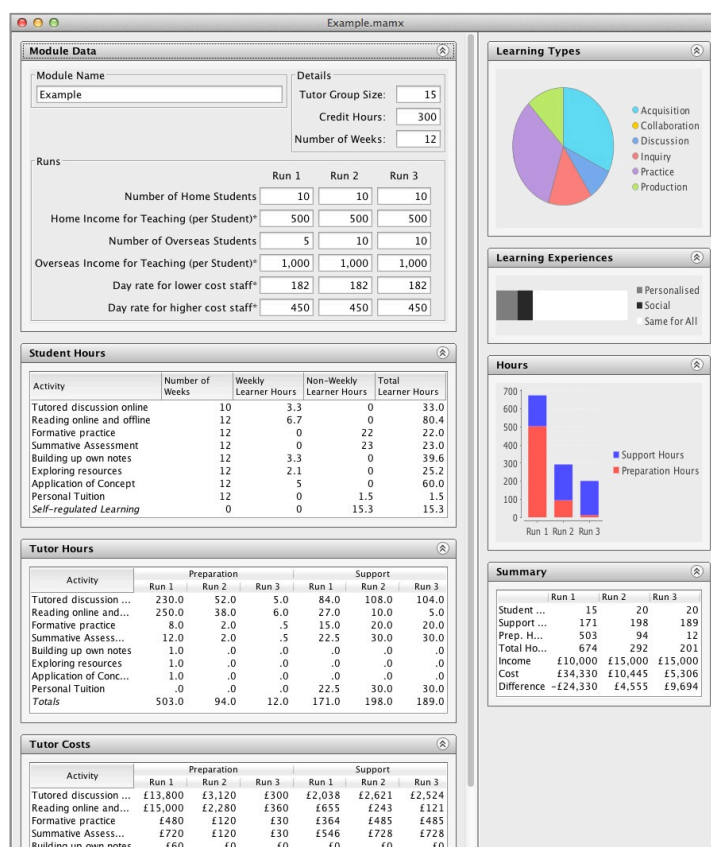 Example.mamx
Module Data
Module Name
Example
Details
Tutor Group Size: 15
Credit Hours: 300
Number of Weeks: 12
Runs
Run 1 Run 2 Run 3
Number of Home Students 10 10 10
Home Income for Teaching (per Student)* 500 500 500
Number of Overseas Students 5 10 10
Overseas Income for Teaching (per Student)* 1,000 1,000 1,000
Day rate for lower cost staff* 182 182 182
Day rate for higher cost staff* 450 450 450
Student Hours
Activity Number of Weeks Weekly Learner Hours Non-Weekly Learner Hours Total Learner Hours
Tutored discussion online 10 3.3 0 33.0
Reading online and offline 12 6.7 0 80.4
Formative practice 12 0 22 22.0
Summative Assessment 12 0 23 23.0
Building up own notes 12 3.3 0 39.6
Exploring resources 12 2.1 0 25.2
Application of Concept 12 5 0 60.0
Personal Tuition 12 0 1.5 1.5
Self-regulated Learning 0 0 15.3 15.3
Tutor Hours
Activity Preparation Support
Run 1 Run 2 Run 3 Run 1 Run 2 Run 3
Tutored discussion ... 230.0 52.0 5.0 84.0 108.0 104.0
Reading online and... 250.0 38.0 6.0 27.0 10.0 5.0
Formative practice 8.0 2.0 .5 15.0 20.0 20.0
Summative Assess... 12.0 2.0 .5 22.5 30.0 30.0
Building up own notes 1.0 .0 .0 .0 .0 .0
Exploring resources 1.0 .0 .0 .0 .0 .0
Application of Conc... 1.0 .0 .0 .0 .0 .0
Personal Tuition .0 .0 .0 22.5 30.0 30.0
Totals 503.0 94.0 12.0 171.0 198.0 189.0
Tutor Costs
Activity Preparation Support
Run 1 Run 2 Run 3 Run 1 Run 2 Run 3
Tutored discussion ... £13,800 £3,120 £300 £2,038 £2,621 £2,524
Reading online and... £15,000 £2,280 £360 £655 £243 £121
Formative practice £480 £120 £30 £364 £485 £485
Summative Assess... £720 £120 £30 £546 £728 £728
Building up own notes £60 £0 £0 £0 £0 £0
Learning Types
Acquisition
Collaboration
Discussion
Inquiry
Practice
Production
Learning Experiences
Personalised
Social
Same for All
Hours
700
600
500
400
300
200
100
0
Run 1 Run 2 Run 3
Support Hours
Preparation Hours
Summary
Run 1 Run 2 Run 3
Student ... 15 20 20
Support ... 171 198 189
Prep. H... 503 94 12
Total Ho... 674 292 201
Income £10,000 £15,000 £15,000
Cost £34,330 £10,445 £5,306
Difference -£24,330 £4,555 £9,694